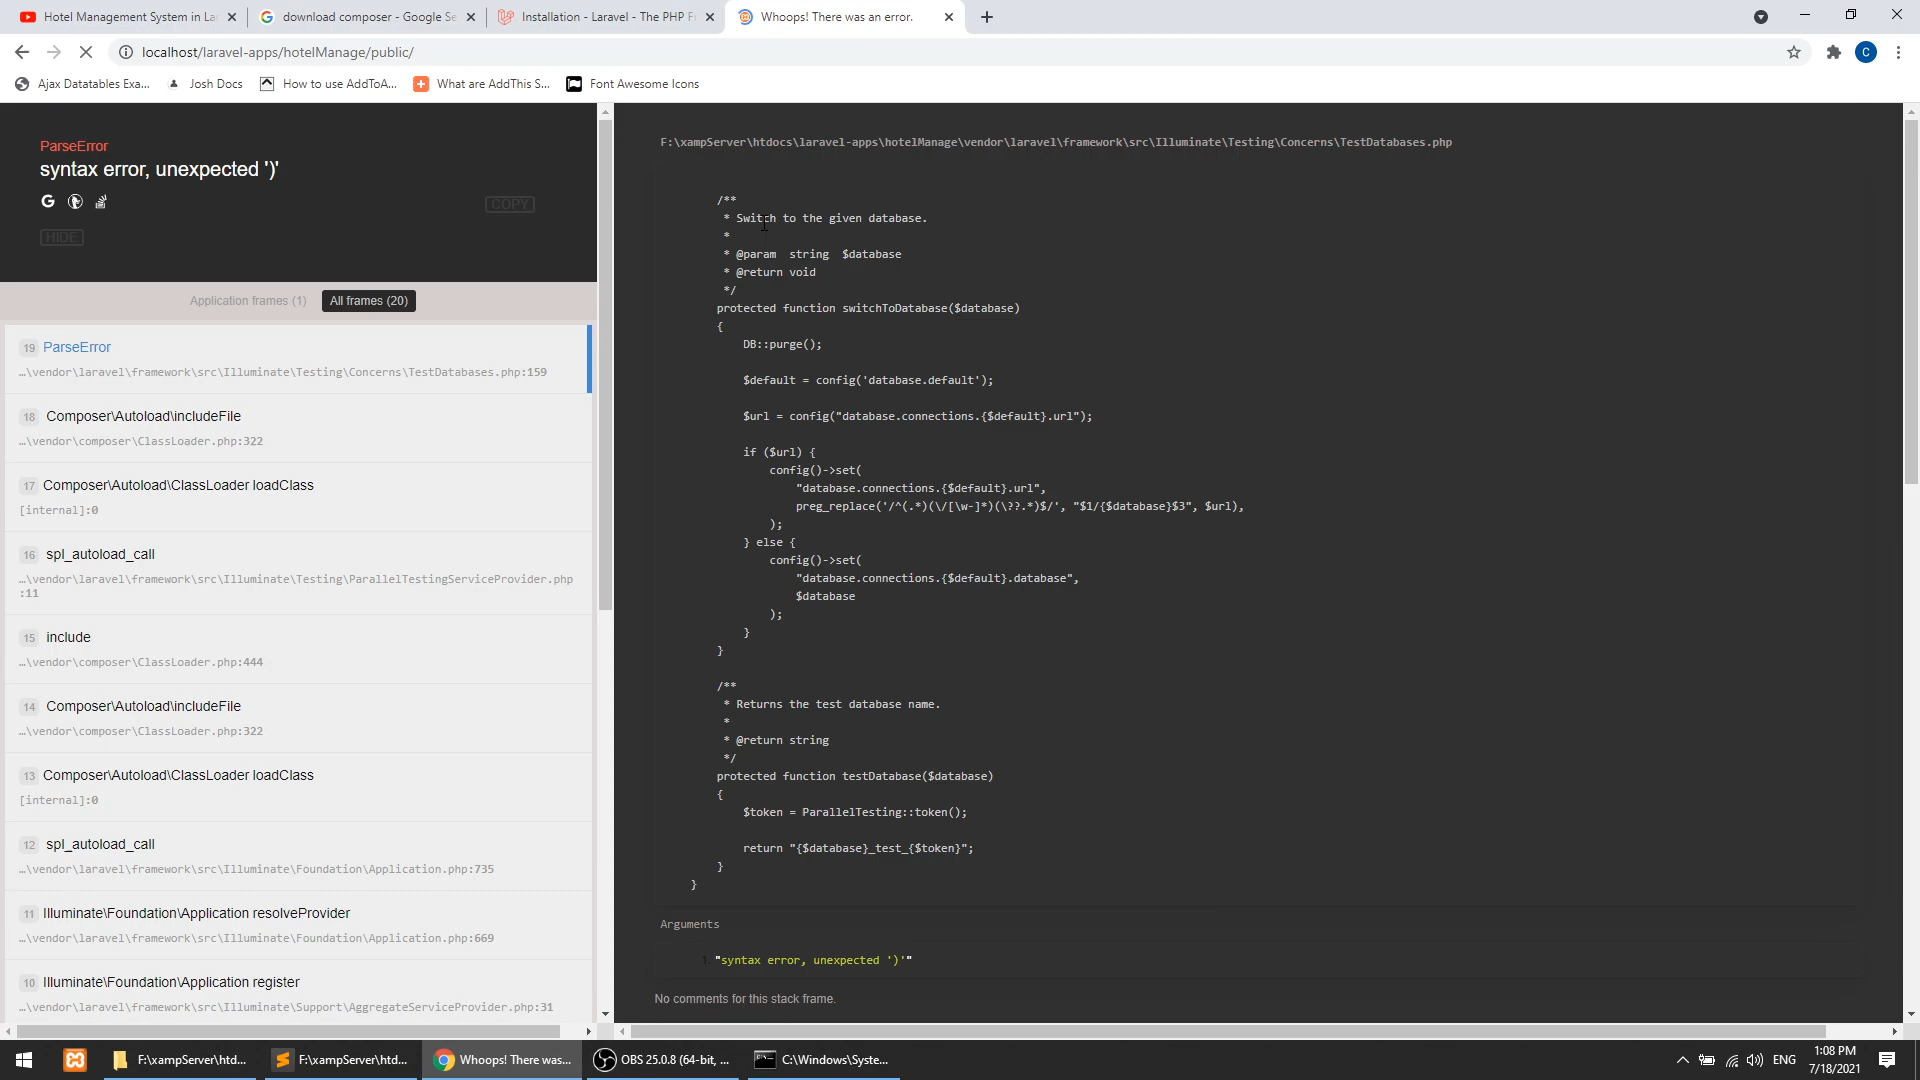 Hotel Management System in La
download composer - Google Se
Installation - Laravel - The PHP F
Whoops! There was an error.
localhost/laravel-apps/hotelManage/public/
C
Ajax Datatables Exa...
Josh Docs
How to use AddToA...
What are AddThis S...
Font Awesome Icons
ParseError
syntax error, unexpected ')'
COPY
HIDE
Application frames (1)
All frames (20)
19 ParseError
…\vendor\laravel\framework\src\Illuminate\Testing\Concerns\TestDatabases.php:159
18 Composer\Autoload\includeFile
…\vendor\composer\ClassLoader.php:322
17 Composer\Autoload\ClassLoader loadClass
[internal]:0
16 spl_autoload_call
…\vendor\laravel\framework\src\Illuminate\Testing\ParallelTestingServiceProvider.php
:11
15 include
…\vendor\composer\ClassLoader.php:444
14 Composer\Autoload\includeFile
…\vendor\composer\ClassLoader.php:322
13 Composer\Autoload\ClassLoader loadClass
[internal]:0
12 spl_autoload_call
…\vendor\laravel\framework\src\Illuminate\Foundation\Application.php:735
11 Illuminate\Foundation\Application resolveProvider
…\vendor\laravel\framework\src\Illuminate\Foundation\Application.php:669
10 Illuminate\Foundation\Application register
…\vendor\laravel\framework\src\Illuminate\Support\AggregateServiceProvider.php:31
F:\xampServer\htdocs\laravel-apps\hotelManage\vendor\laravel\framework\src\Illuminate\Testing\Concerns\TestDatabases.php
/**
* Switch to the given database.
*
* @param  string  $database
* @return void
*/
protected function switchToDatabase($database)
{
DB::purge();
$default = config('database.default');
$url = config("database.connections.{$default}.url");
if ($url) {
config()->set(
"database.connections.{$default}.url",
preg_replace('/^(.*)(\/[\w-]*)(\??.*)$/', "$1/{$database}$3", $url),
);
} else {
config()->set(
"database.connections.{$default}.database",
$database
);
}
}
/**
* Returns the test database name.
*
* @return string
*/
protected function testDatabase($database)
{
$token = ParallelTesting::token();
return "{$database}_test_{$token}";
}
}
Arguments
1. "syntax error, unexpected ')'"
No comments for this stack frame.
F:\xampServer\htd...
F:\xampServer\htd...
Whoops! There was...
OBS 25.0.8 (64-bit, ...
C:\Windows\Syste...
ENG
1:08 PM
7/18/2021